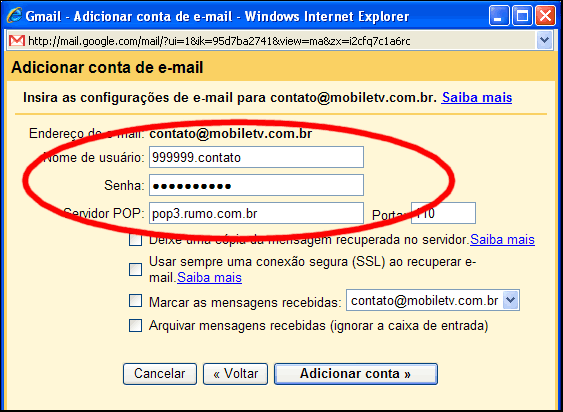 Gmail - Adicionar conta de e-mail - Windows Internet Explorer
http://mail.google.com/mail/?ui=1&ik=95d7ba2741&view=ma&zx=i2cfq7c1a6rc
Adicionar conta de e-mail
Insira as configurações de e-mail para contato@mobiletv.com.br. Saiba mais
Endereço de e-mail: contato@mobiletv.com.br
Nome de usuário: 999999.contato
Senha: ●●●●●●●●●●
Servidor POP: pop3.rumo.com.br Porta: 110
Deixe uma cópia da mensagem recuperada no servidor. Saiba mais
Usar sempre uma conexão segura (SSL) ao recuperar e-
mail. Saiba mais
Marcar as mensagens recebidas: contato@mobiletv.com.br
Arquivar mensagens recebidas (ignorar a caixa de entrada)
Cancelar « Voltar Adicionar conta »